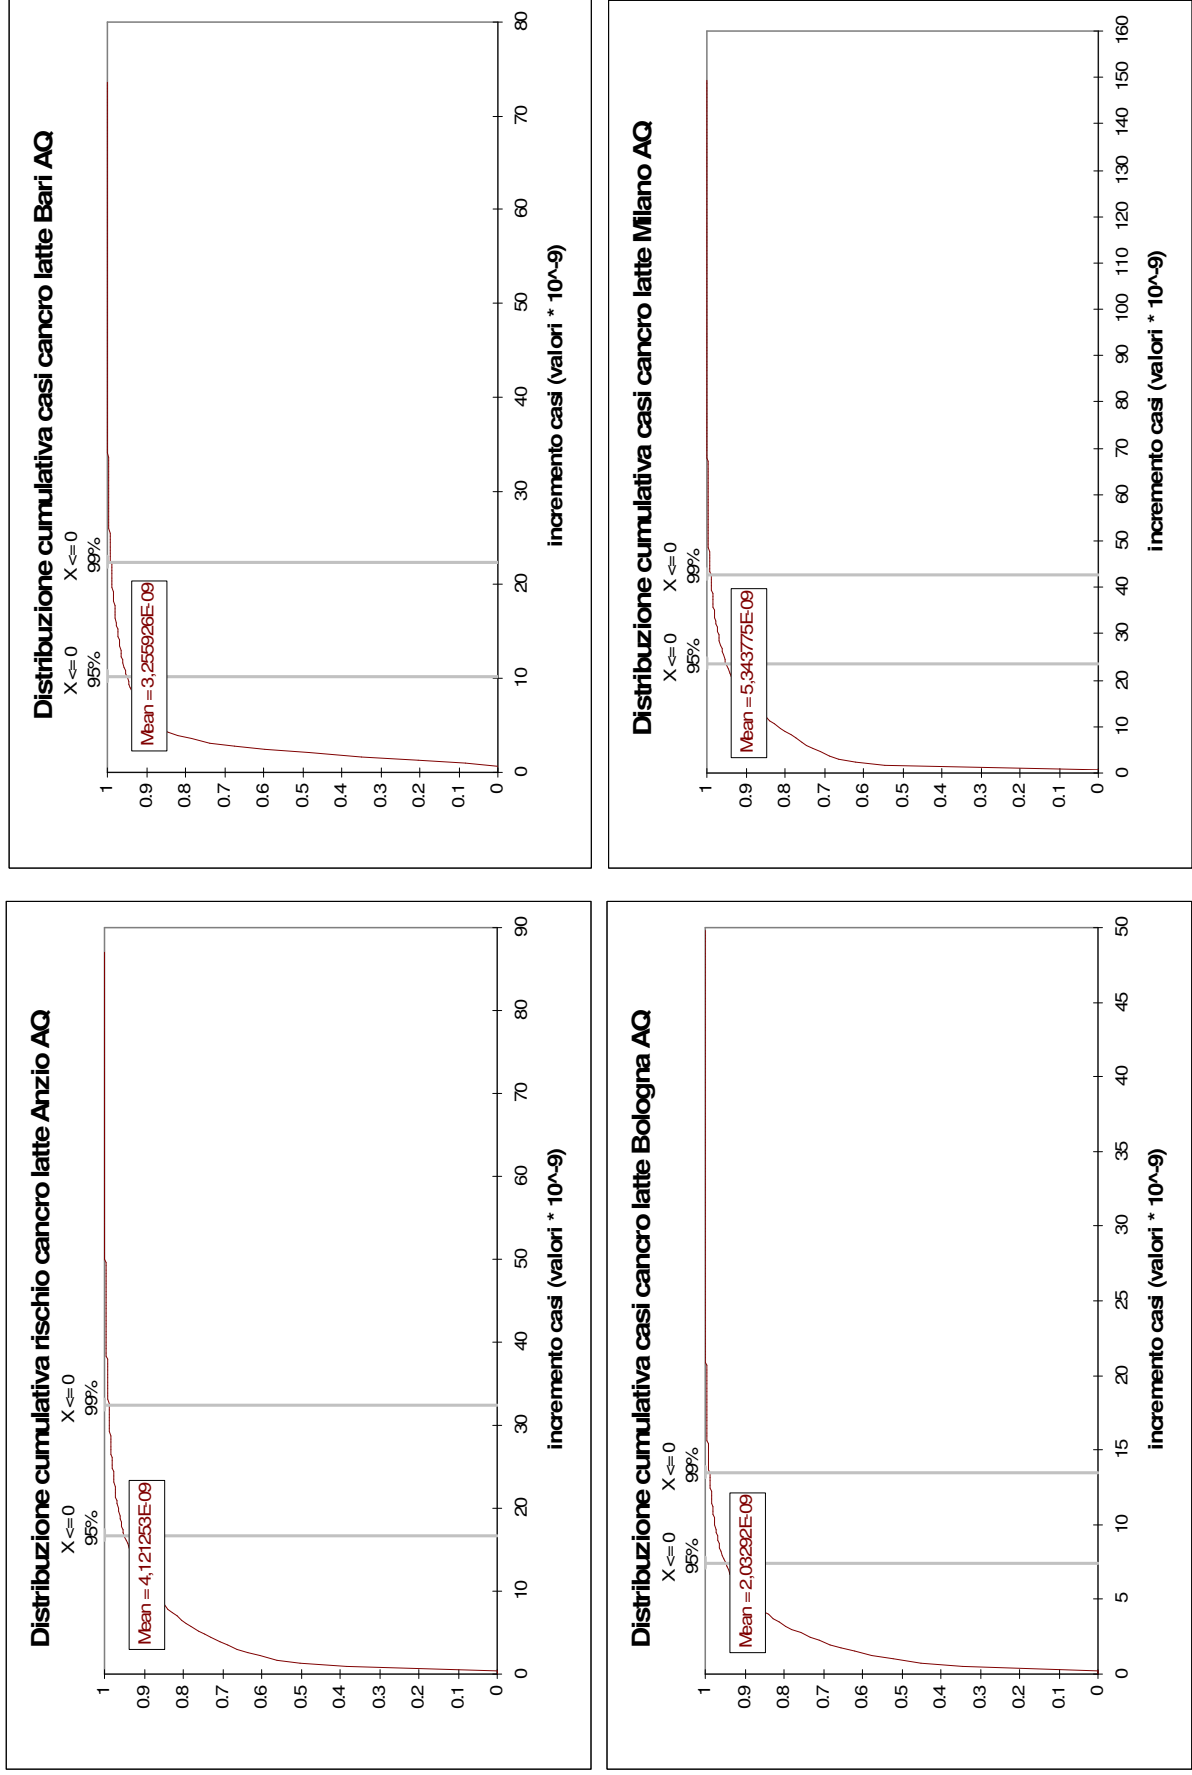 Distribuzione cumulativa rischio cancro latte Anzio AQ
X <= 0
95%
X <= 0
99%
Mean = 4,121253E-09
1
0.9
0.8
0.7
0.6
0.5
0.4
0.3
0.2
0.1
0
0 10 20 30 40 50 60 70 80 90
incremento casi (valori * 10^-9)
Distribuzione cumulativa casi cancro latte Bari AQ
X <= 0
95%
X <= 0
99%
Mean = 3,255926E-09
1
0.9
0.8
0.7
0.6
0.5
0.4
0.3
0.2
0.1
0
0 10 20 30 40 50 60 70 80
incremento casi (valori * 10^-9)
Distribuzione cumulativa casi cancro latte Bologna AQ
X <= 0
95%
X <= 0
99%
Mean = 2,03292E-09
1
0.9
0.8
0.7
0.6
0.5
0.4
0.3
0.2
0.1
0
0 5 10 15 20 25 30 35 40 45 50
incremento casi (valori * 10^-9)
Distribuzione cumulativa casi cancro latte Milano AQ
X <= 0
95%
X <= 0
99%
Mean = 5,343775E-09
1
0.9
0.8
0.7
0.6
0.5
0.4
0.3
0.2
0.1
0
0 10 20 30 40 50 60 70 80 90 100 110 120 130 140 150 160
incremento casi (valori * 10^-9)